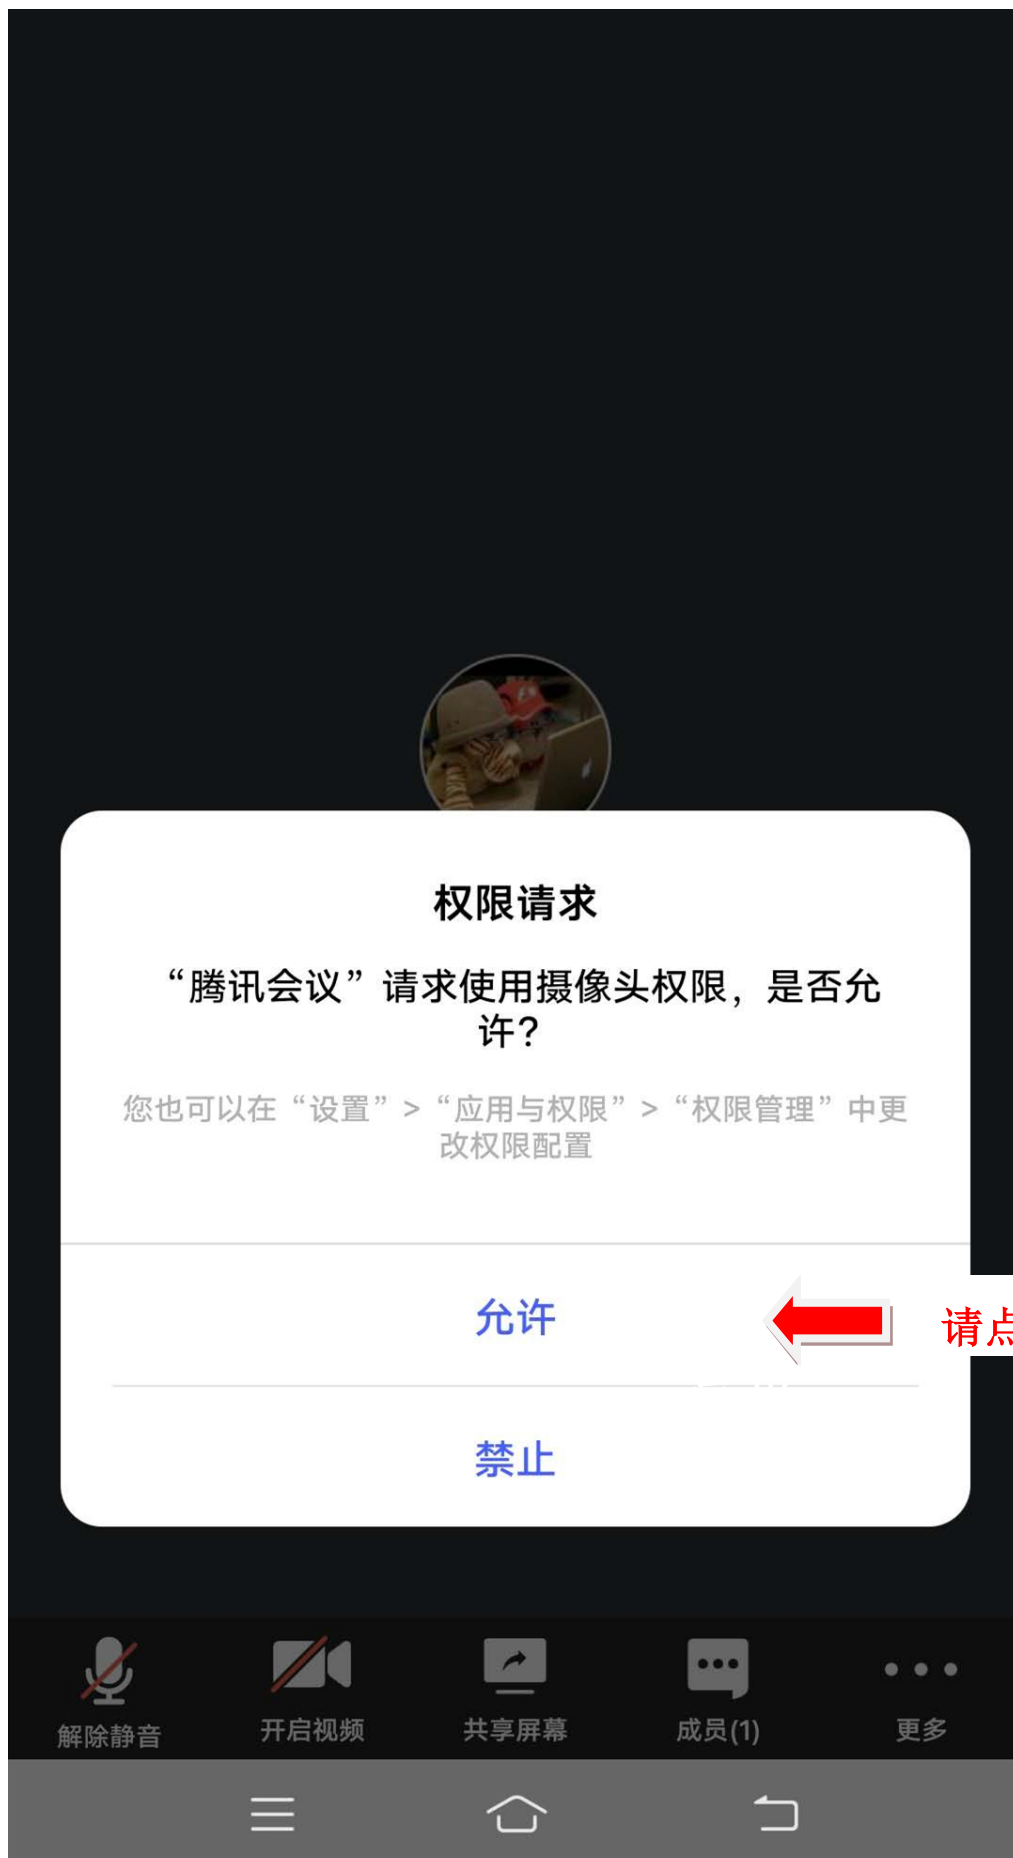 权限请求
“腾讯会议”请求使用摄像头权限，是否允
许？
您也可以在“设置”>“应用与权限”>“权限管理”中更
改权限配置
允许
请点
禁止
解除静音
开启视频
共享屏幕
成员(1)
更多